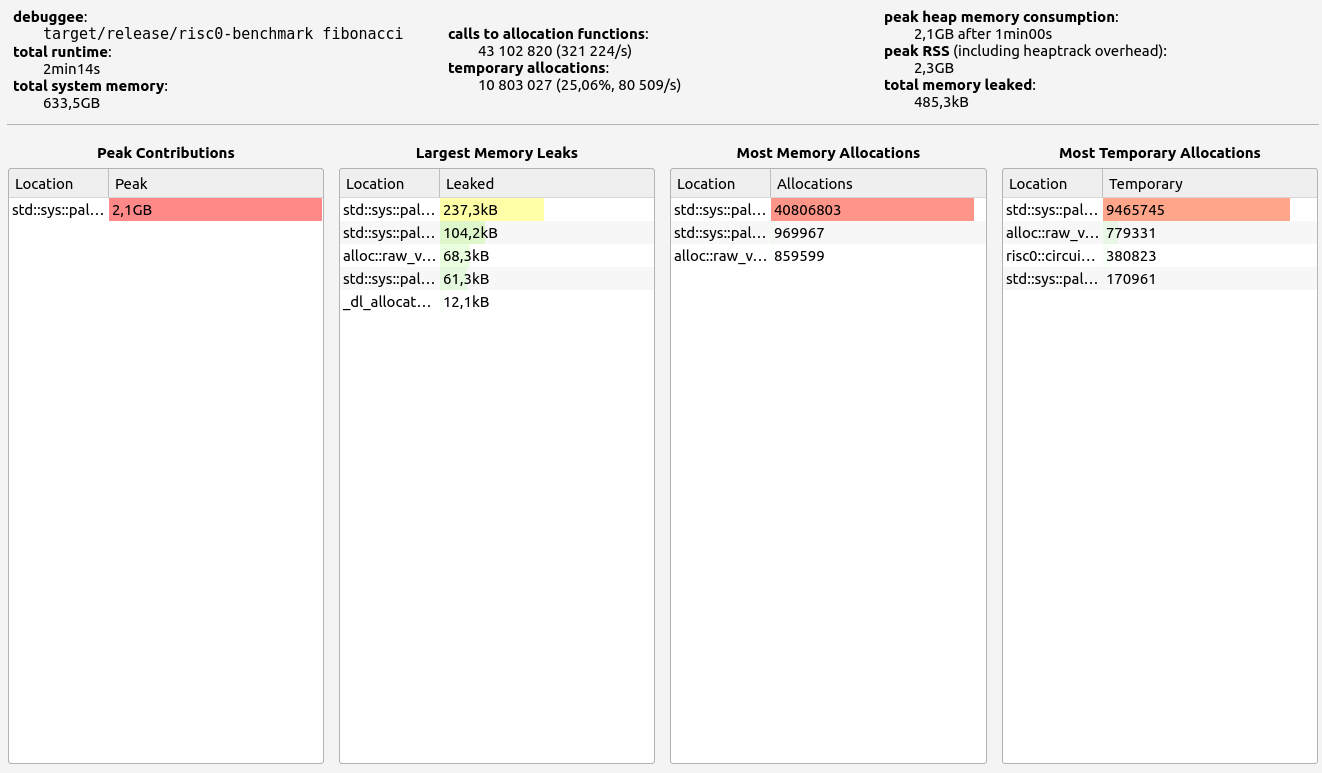 debuggee:
target/release/risc0-benchmark fibonacci
total runtime:
2min14s
total system memory:
633,5GB
calls to allocation functions:
43 102 820 (321 224/s)
temporary allocations:
10 803 027 (25,06%, 80 509/s)
peak heap memory consumption:
2,1GB after 1min00s
peak RSS (including heaptrack overhead):
2,3GB
total memory leaked:
485,3kB
Peak Contributions
Location Peak
std::sys::pal... 2,1GB
Largest Memory Leaks
Location Leaked
std::sys::pal... 237,3kB
std::sys::pal... 104,2kB
alloc::raw_v... 68,3kB
std::sys::pal... 61,3kB
_dl_allocat... 12,1kB
Most Memory Allocations
Location Allocations
std::sys::pal... 40806803
std::sys::pal... 969967
alloc::raw_v... 859599
Most Temporary Allocations
Location Temporary
std::sys::pal... 9465745
alloc::raw_v... 779331
risc0::circui... 380823
std::sys::pal... 170961